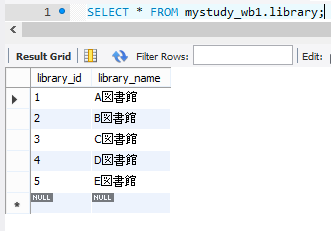 1 SELECT * FROM mystudy_wb1.library;
Result Grid Filter Rows: Edit:
library_id library_name
1 A図書館
2 B図書館
3 C図書館
4 D図書館
5 E図書館
NULL NULL